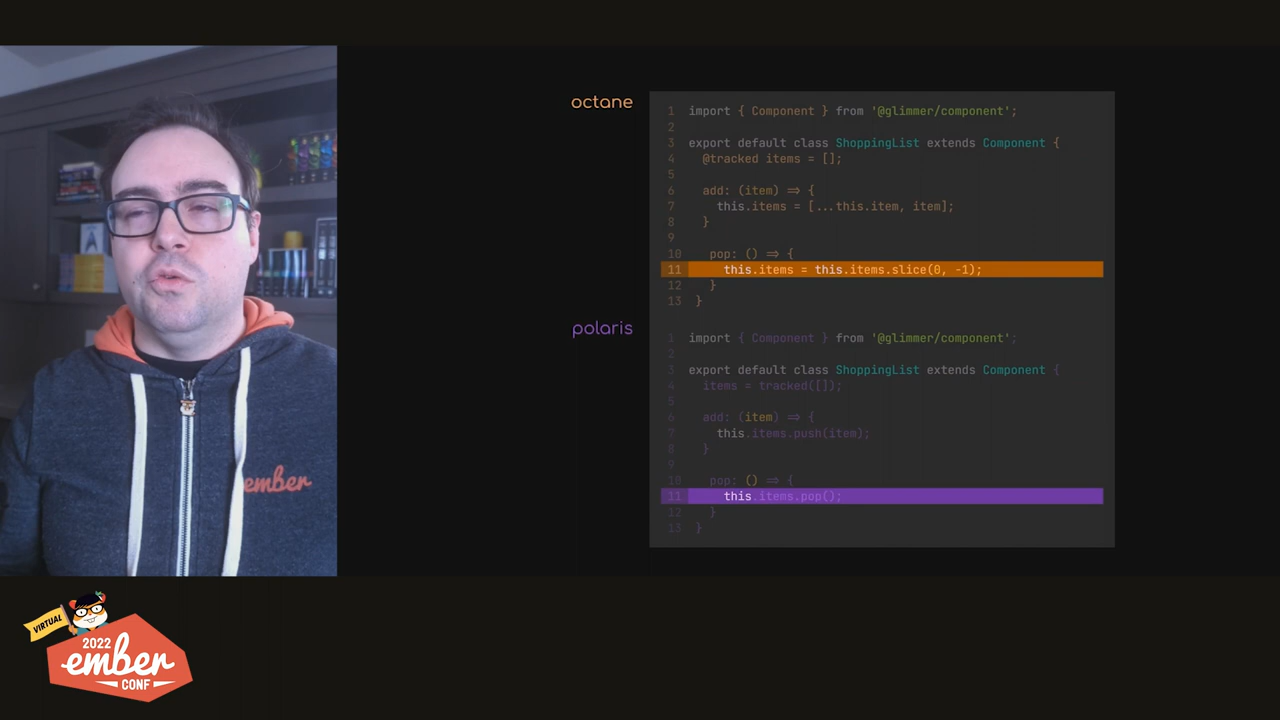 octane
1 import { Component } from '@glimmer/component';
2
3 export default class ShoppingList extends Component {
4 @tracked items = [];
5
6 add: (item) => {
7 this.items = [...this.item, item];
8 }
9
10 pop: () => {
11 this.items = this.items.slice(0, -1);
12 }
13 }
polaris
1 import { Component } from '@glimmer/component';
2
3 export default class ShoppingList extends Component {
4 items = tracked([]);
5
6 add: (item) => {
7 this.items.push(item);
8 }
9
10 pop: () => {
11 this.items.pop();
12 }
13 }
ember
VIRTUAL
2022
ember
CONF